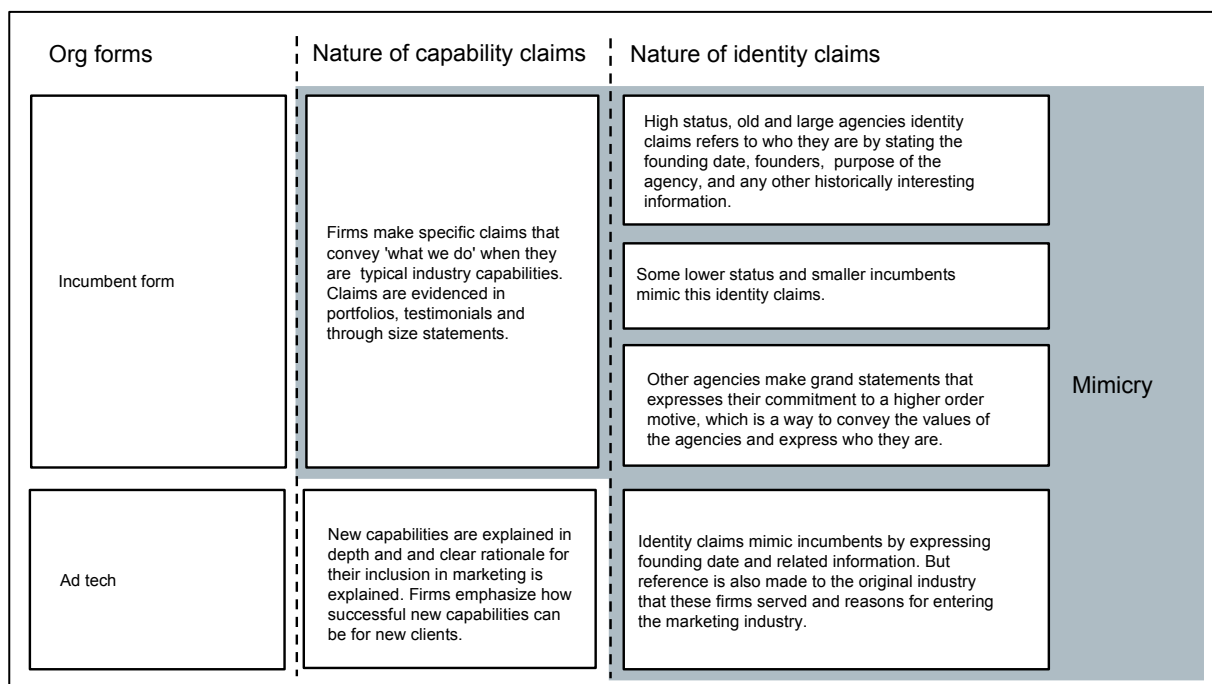 Org forms
Nature of capability claims
Nature of identity claims
Incumbent form
Firms make specific claims that
convey 'what we do' when they
are typical industry capabilities.
Claims are evidenced in
portfolios, testimonials and
through size statements.
High status, old and large agencies identity
claims refers to who they are by stating the
founding date, founders, purpose of the
agency, and any other historically interesting
information.
Some lower status and smaller incumbents
mimic this identity claims.
Other agencies make grand statements that
expresses their commitment to a higher order
motive, which is a way to convey the values of
the agencies and express who they are.
Mimicry
Ad tech
New capabilities are explained in
depth and and clear rationale for
their inclusion in marketing is
explained. Firms emphasize how
successful new capabilities can
be for new clients.
Identity claims mimic incumbents by expressing
founding date and related information. But
reference is also made to the original industry
that these firms served and reasons for entering
the marketing industry.